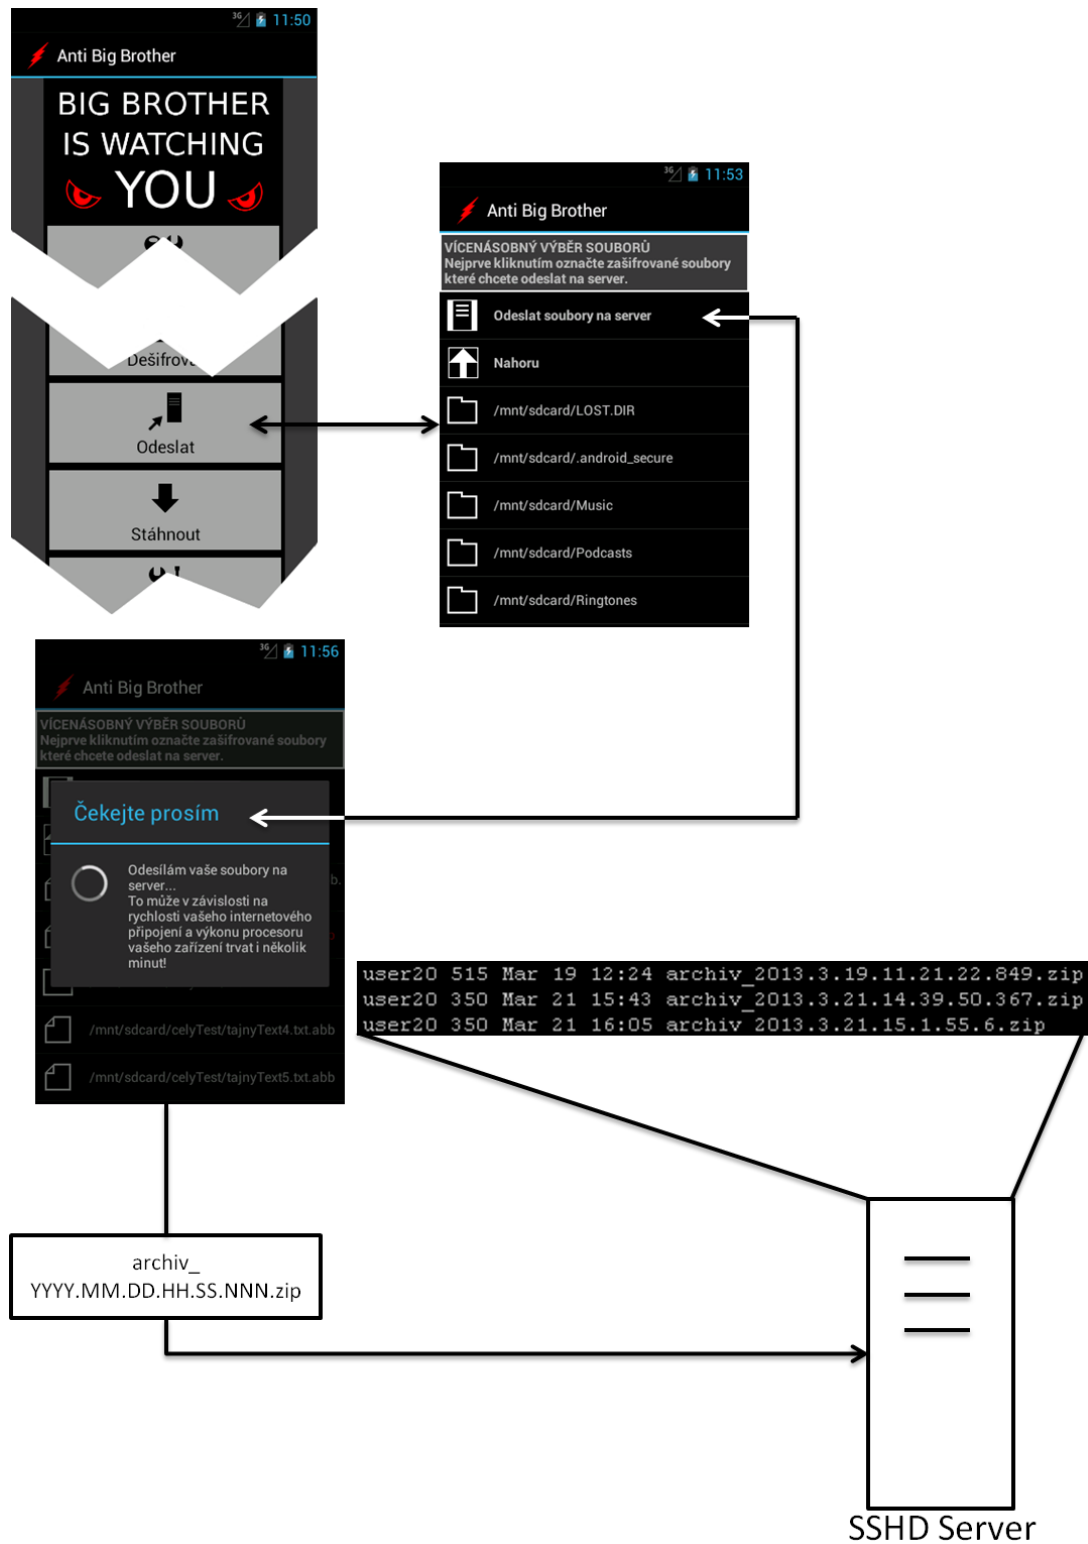 3G 11:50
Anti Big Brother
BIG BROTHER
IS WATCHING
YOU
Odeslat
Stáhnout
3G 11:53
Anti Big Brother
VÍCENÁSOBNÝ VÝBĚR SOUBORŮ
Nejprve kliknutím označte zašifrované soubory
které chcete odeslat na server.
Odeslat soubory na server
Nahoru
/mnt/sdcard/LOST.DIR
/mnt/sdcard/.android_secure
/mnt/sdcard/Music
/mnt/sdcard/Podcasts
/mnt/sdcard/Ringtones
3G 11:56
Anti Big Brother
VÍCENÁSOBNÝ VÝBĚR SOUBORŮ
Nejprve kliknutím označte zašifrované soubory
které chcete odeslat na server.
Čekejte prosím
Odesílám vaše soubory na
server...
To může v závislosti na
rychlosti vašeho internetového
připojení a výkonu procesoru
vašeho zařízení trvat i několik
minut!
/mnt/sdcard/celyTest/tajnyText4.txt.abb
/mnt/sdcard/celyTest/tajnyText5.txt.abb
user20 515 Mar 19 12:24 archiv_2013.3.19.11.21.22.849.zip
user20 350 Mar 21 15:43 archiv_2013.3.21.14.39.50.367.zip
user20 350 Mar 21 16:05 archiv_2013.3.21.15.1.55.6.zip
archiv_
YYYY.MM.DD.HH.SS.NNN.zip
SSHD Server